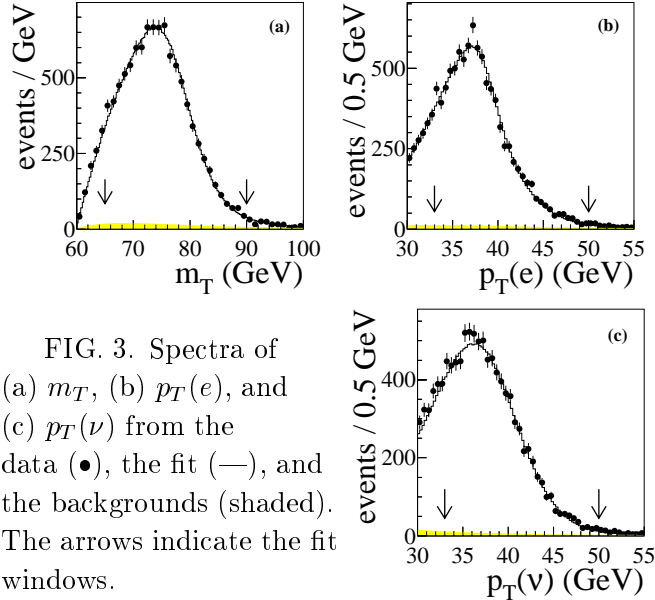 events / GeV
(a)
500
250
0
60
70
80
90
100
m_T (GeV)
events / 0.5 GeV
(b)
500
250
0
30
35
40
45
50
55
p_T(e) (GeV)
FIG. 3. Spectra of
(a) m_T, (b) p_T(e), and
(c) p_T(ν) from the
data (●), the fit (—), and
the backgrounds (shaded).
The arrows indicate the fit
windows.
events / 0.5 GeV
(c)
400
200
0
30
35
40
45
50
55
p_T(ν) (GeV)